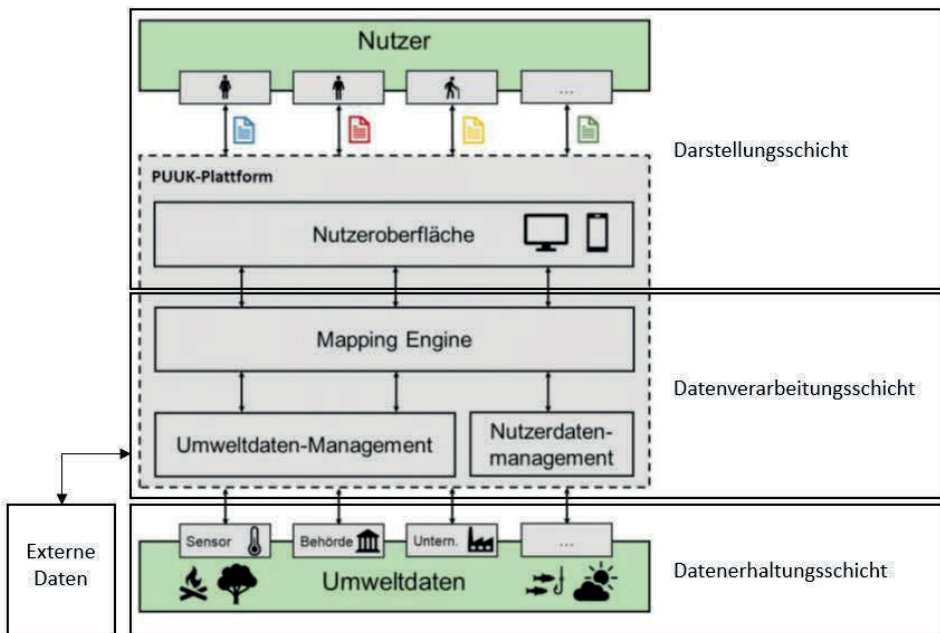 Nutzer
...
Darstellungsschicht
PUUK-Plattform
Nutzeroberfläche
Mapping Engine
Datenverarbeitungsschicht
Umweltdaten-Management
Nutzerdaten-
management
Externe
Daten
Sensor
Behörde
Untern.
...
Umweltdaten
Datenerhaltungsschicht